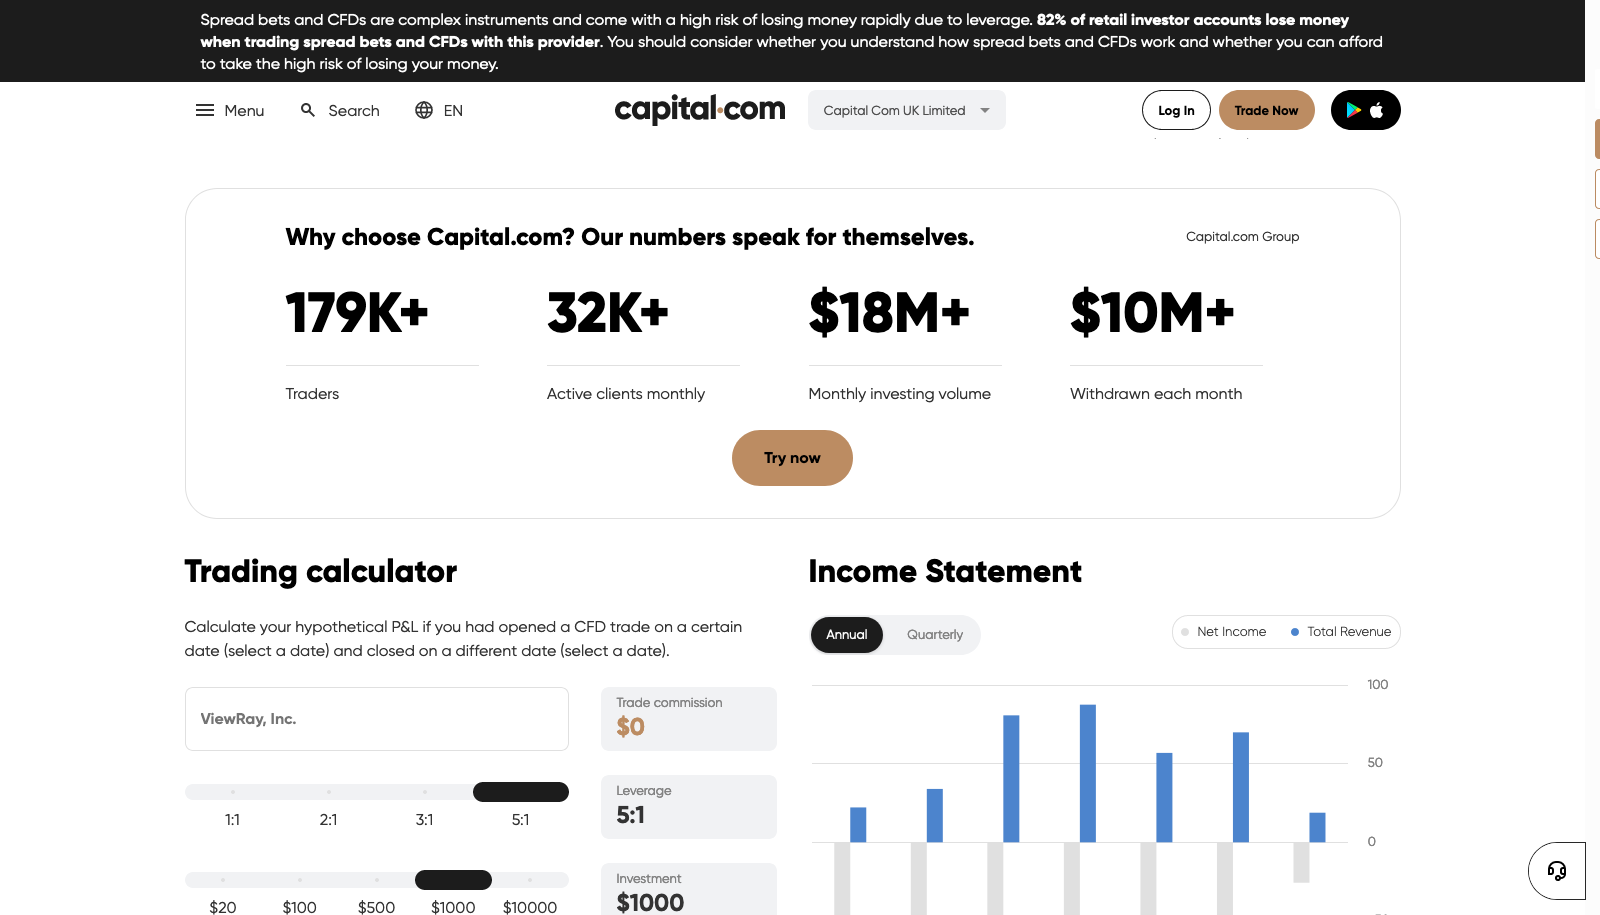 Spread bets and CFDs are complex instruments and come with a high risk of losing money rapidly due to leverage. 82% of retail investor accounts lose money
when trading spread bets and CFDs with this provider. You should consider whether you understand how spread bets and CFDs work and whether you can afford
to take the high risk of losing your money.
Menu Search EN capital.com Capital Com UK Limited Log In Trade Now
Why choose Capital.com? Our numbers speak for themselves. Capital.com Group
179K+ 32K+ $18M+ $10M+
Traders Active clients monthly Monthly investing volume Withdrawn each month
Try now
Trading calculator
Calculate your hypothetical P&L if you had opened a CFD trade on a certain
date (select a date) and closed on a different date (select a date).
ViewRay, Inc.
Trade commission
$0
1:1 2:1 3:1 5:1
Leverage
5:1
$20 $100 $500 $1000 $10000
Investment
$1000
Income Statement
Annual Quarterly
Net Income Total Revenue
100
50
0